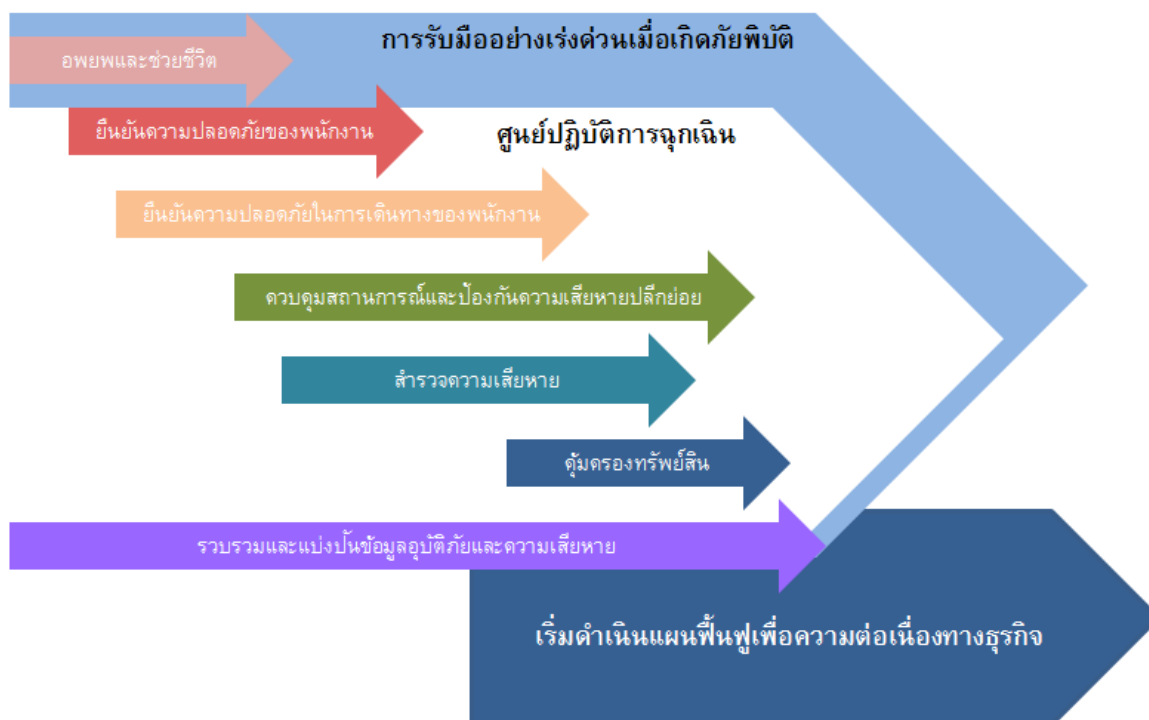 การรับมืออย่างเร่งด่วนเมื่อเกิดภัยพิบัติ
อพยพและช่วยชีวิต
ยืนยันความปลอดภัยของพนักงาน
ศูนย์ปฏิบัติการฉุกเฉิน
ยืนยันความปลอดภัยในการเดินทางของพนักงาน
ควบคุมสถานการณ์และป้องกันความเสียหายปลีกย่อย
สำรวจความเสียหาย
คุ้มครองทรัพย์สิน
รวบรวมและแบ่งปันข้อมูลอุบัติภัยและความเสียหาย
เริ่มดำเนินแผนฟื้นฟูเพื่อความต่อเนื่องทางธุรกิจ